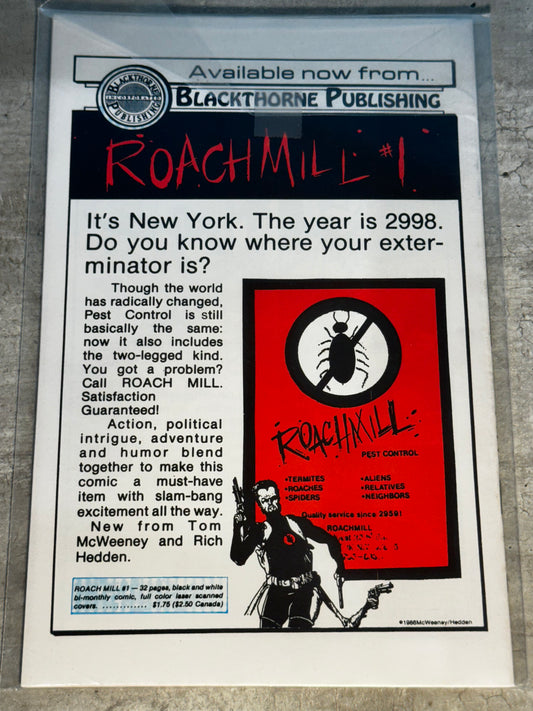 Available now from...
BLACKTHORNE
INCORPORATED
PUBLISHING
BLACKTHORNE PUBLISHING
ROACHMILL #1
It's New York. The year is 2998.
Do you know where your exter-
minator is?
Though the world
has radically changed,
Pest Control is still
basically the same:
now it also includes
the two-legged kind.
You got a problem?
Call ROACH MILL.
Satisfaction
Guaranteed!
Action, political
intrigue, adventure
and humor blend
together to make this
comic a must-have
item with slam-bang
excitement all the way.
New from Tom
McWeeney and Rich
Hedden.
ROACHMILL
PEST CONTROL
•TERMITES
•ROACHES
•SPIDERS
•ALIENS
•RELATIVES
•NEIGHBORS
Quality service since 2959!
ROACHMILL
ROACH MILL #1 — 32 pages, black and white
bi-monthly comic, full color laser scanned
covers. ............. $1.75 ($2.50 Canada)
©1986McWeeney/Hedden